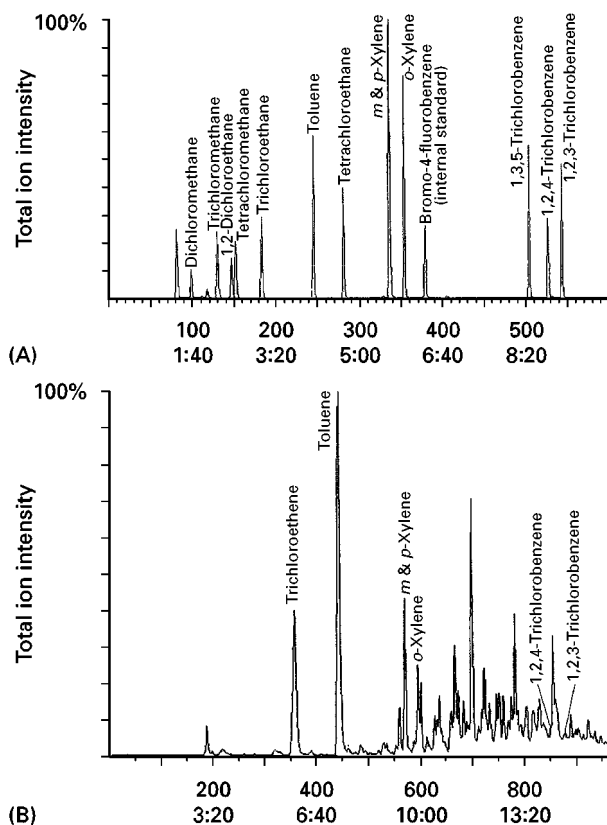 100%
Total ion intensity
Dichloromethane
Trichloromethane
1,2-Dichloroethane
Tetrachloromethane
Trichloroethane
Toluene
Tetrachloroethane
m & p-Xylene
o-Xylene
Bromo-4-fluorobenzene
(internal standard)
1,3,5-Trichlorobenzene
1,2,4-Trichlorobenzene
1,2,3-Trichlorobenzene
100 200 300 400 500
(A) 1:40 3:20 5:00 6:40 8:20
100%
Total ion intensity
Trichloroethene
Toluene
m & p-Xylene
o-Xylene
1,2,4-Trichlorobenzene
1,2,3-Trichlorobenzene
200 400 600 800
(B) 3:20 6:40 10:00 13:20